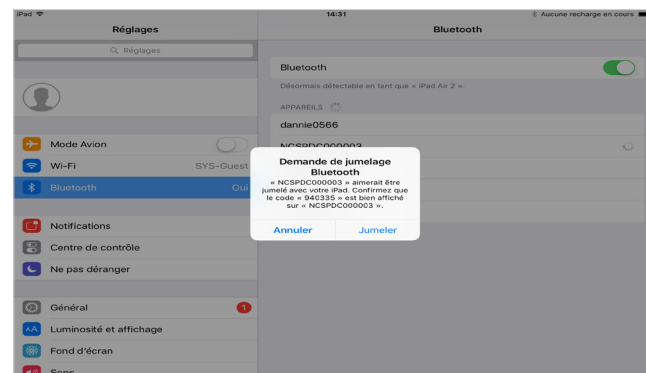 iPad 14:31 Aucune recharge en cours
Réglages Bluetooth
Réglages
Bluetooth
Désormais détectable en tant que « iPad Air 2 ».
APPAREILS
dannie0566
Mode Avion NCSPDC000003
Wi-Fi SYS-Guest
Bluetooth Oui
Demande de jumelage
Bluetooth
« NCSPDC000003 » aimerait être
jumelé avec votre iPad. Confirmez que
le code « 940335 » est bien affiché
sur « NCSPDC000003 ».
Annuler Jumeler
Notifications
Centre de contrôle
Ne pas déranger
Général 1
Luminosité et affichage
AA
Fond d'écran
Sons